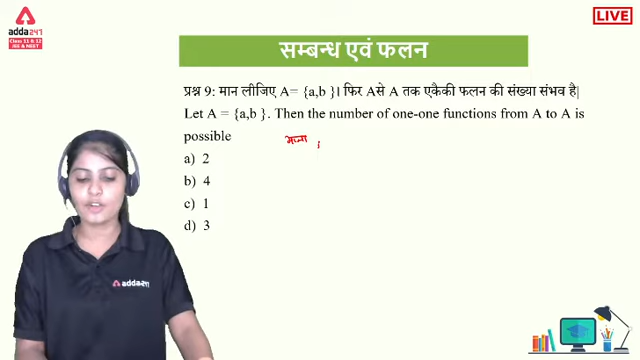 adda247
Class 11 & 12
JEE & NEET
LIVE
सम्बन्ध एवं फलन
प्रश्न 9: मान लीजिए A= {a,b }। फिर A से A तक एकैकी फलन की संख्या संभव है|
Let A = {a,b }. Then the number of one-one functions from A to A is
possible
a) 2
b) 4
c) 1
d) 3
adda247